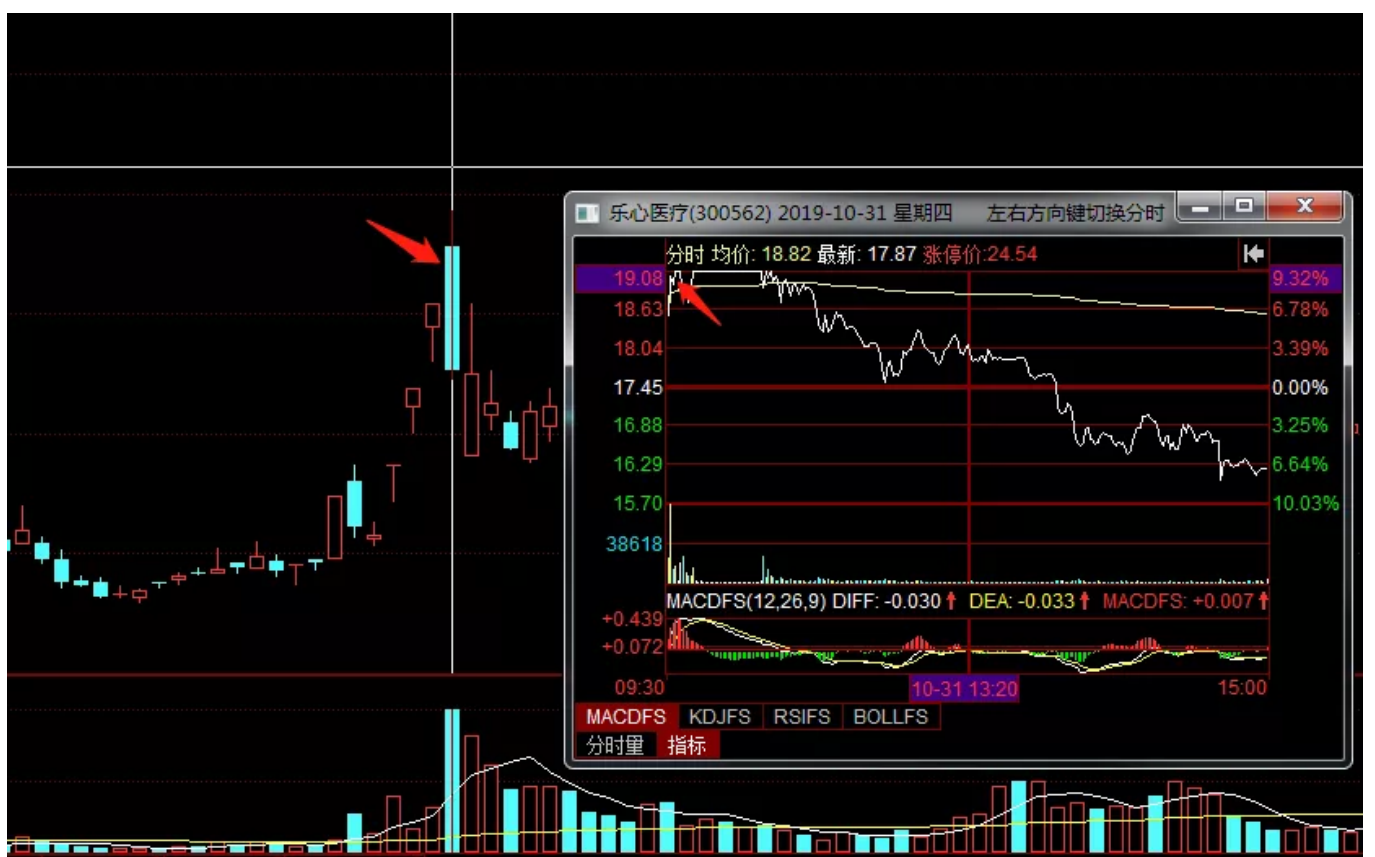 乐心医疗(300562) 2019-10-31 星期四 左右方向键切换分时
分时 均价: 18.82 最新: 17.87 涨停价:24.54
19.08 9.32%
18.63 6.78%
18.04 3.39%
17.45 0.00%
16.88 3.25%
16.29 6.64%
15.70 10.03%
38618
MACDFS(12,26,9) DIFF: -0.030 DEA: -0.033 MACDFS: +0.007
+0.439
+0.072
09:30 10-31 13:20 15:00
MACDFS KDJFS RSIFS BOLLFS
分时量 指标